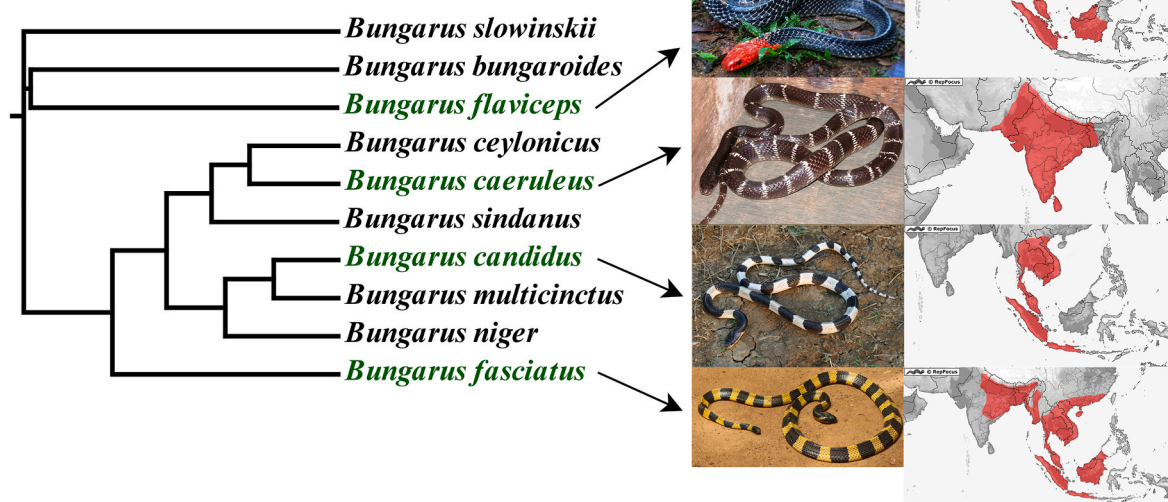 Bungarus slowinskii
Bungarus bungaroides
Bungarus flaviceps
Bungarus ceylonicus
Bungarus caeruleus
Bungarus sindanus
Bungarus candidus
Bungarus multicinctus
Bungarus niger
Bungarus fasciatus
© RepFocus
© RepFocus
© RepFocus